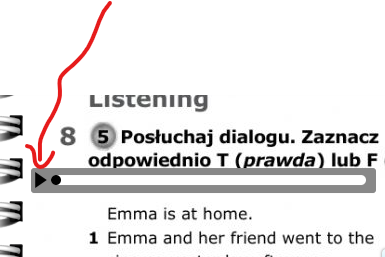 Listening
8 5 Posłuchaj dialogu. Zaznacz
odpowiednio T (prawda) lub F
Emma is at home.
1 Emma and her friend went to the